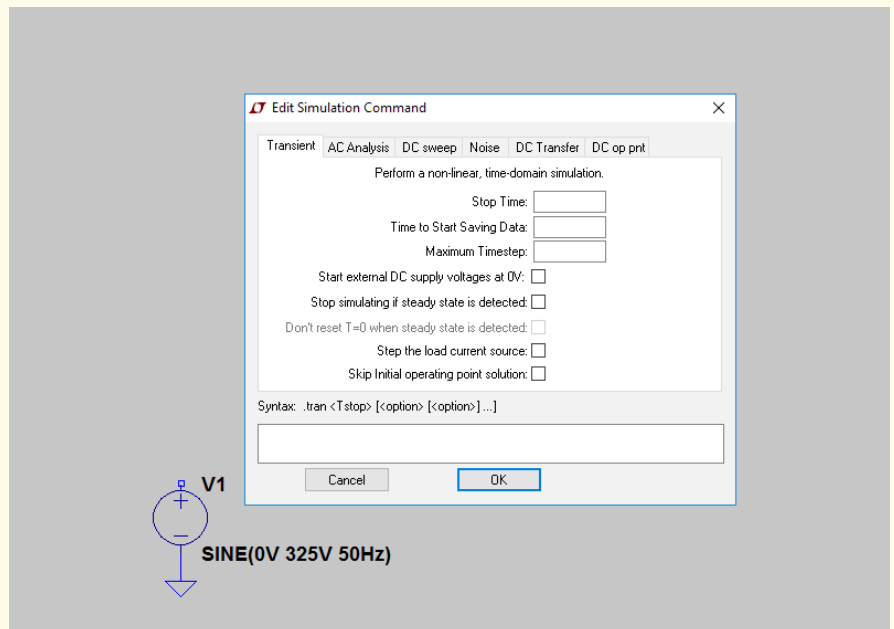 Edit Simulation Command
Transient AC Analysis DC sweep Noise DC Transfer DC op pnt
Perform a non-linear, time-domain simulation.
Stop Time:
Time to Start Saving Data:
Maximum Timestep:
Start external DC supply voltages at 0V:
Stop simulating if steady state is detected:
Don't reset T=0 when steady state is detected:
Step the load current source:
Skip Initial operating point solution:
Syntax: .tran <Tstop> [<option> [<option>] ...]
Cancel OK
V1
SINE(0V 325V 50Hz)